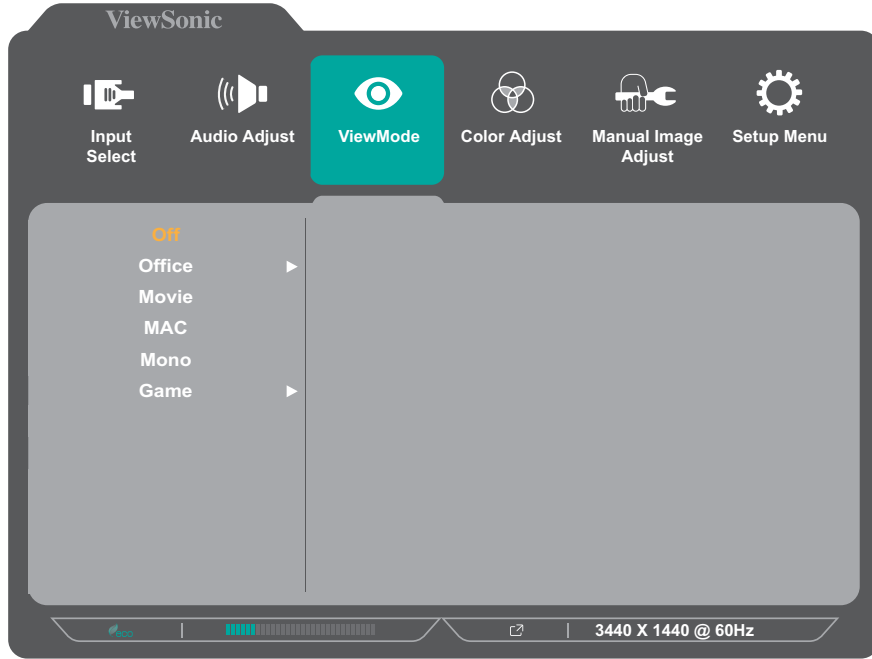 ViewSonic
Input
Select
Audio Adjust
ViewMode
Color Adjust
Manual Image
Adjust
Setup Menu
Off
Office
Movie
MAC
Mono
Game
eco
3440 X 1440 @ 60Hz